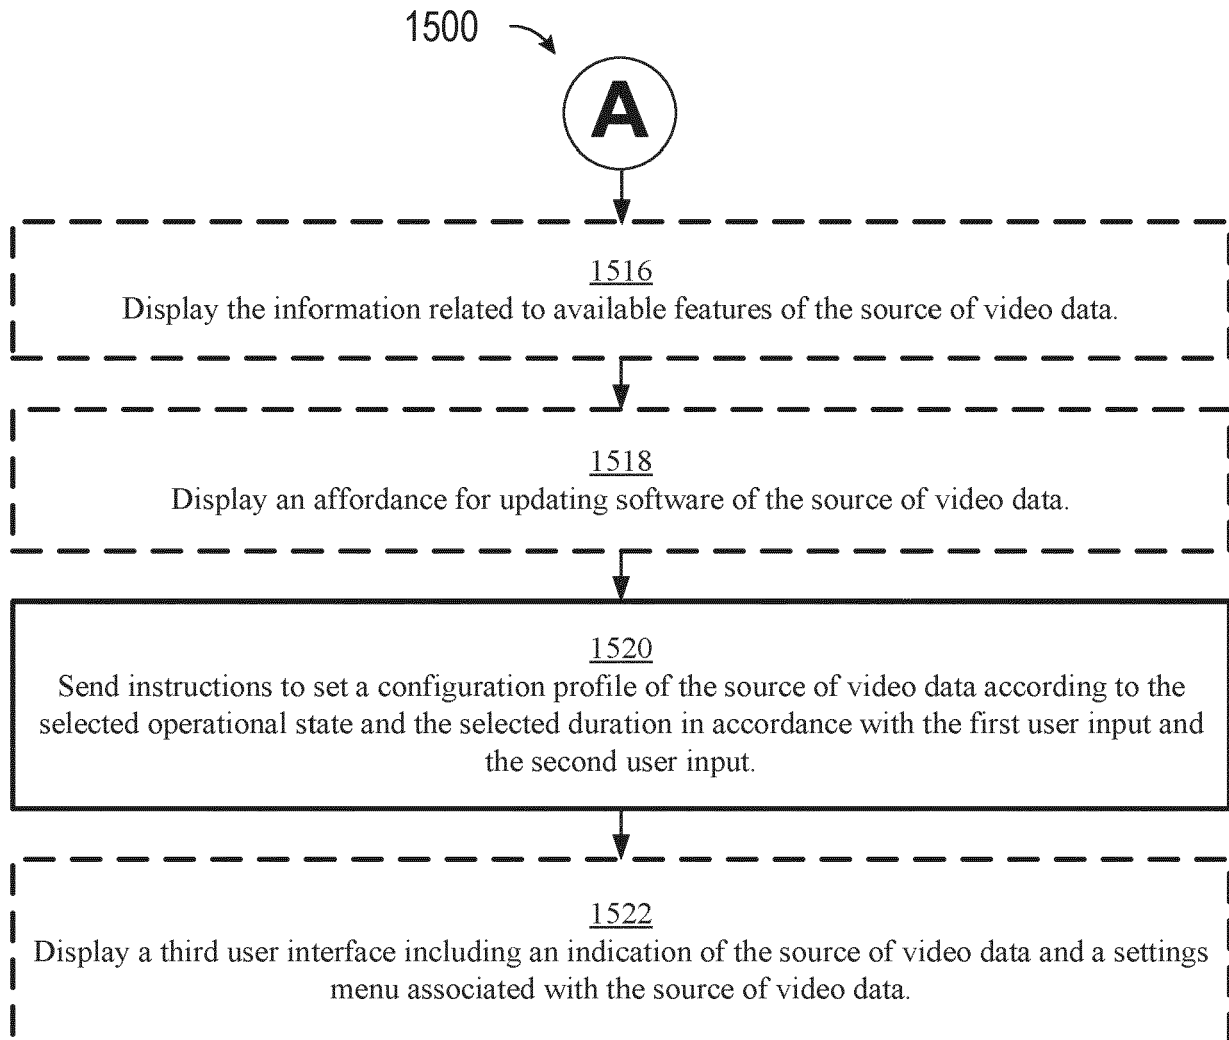 1500
A
1516
Display the information related to available features of the source of video data.
1518
Display an affordance for updating software of the source of video data.
1520
Send instructions to set a configuration profile of the source of video data according to the
selected operational state and the selected duration in accordance with the first user input and
the second user input.
1522
Display a third user interface including an indication of the source of video data and a settings
menu associated with the source of video data.